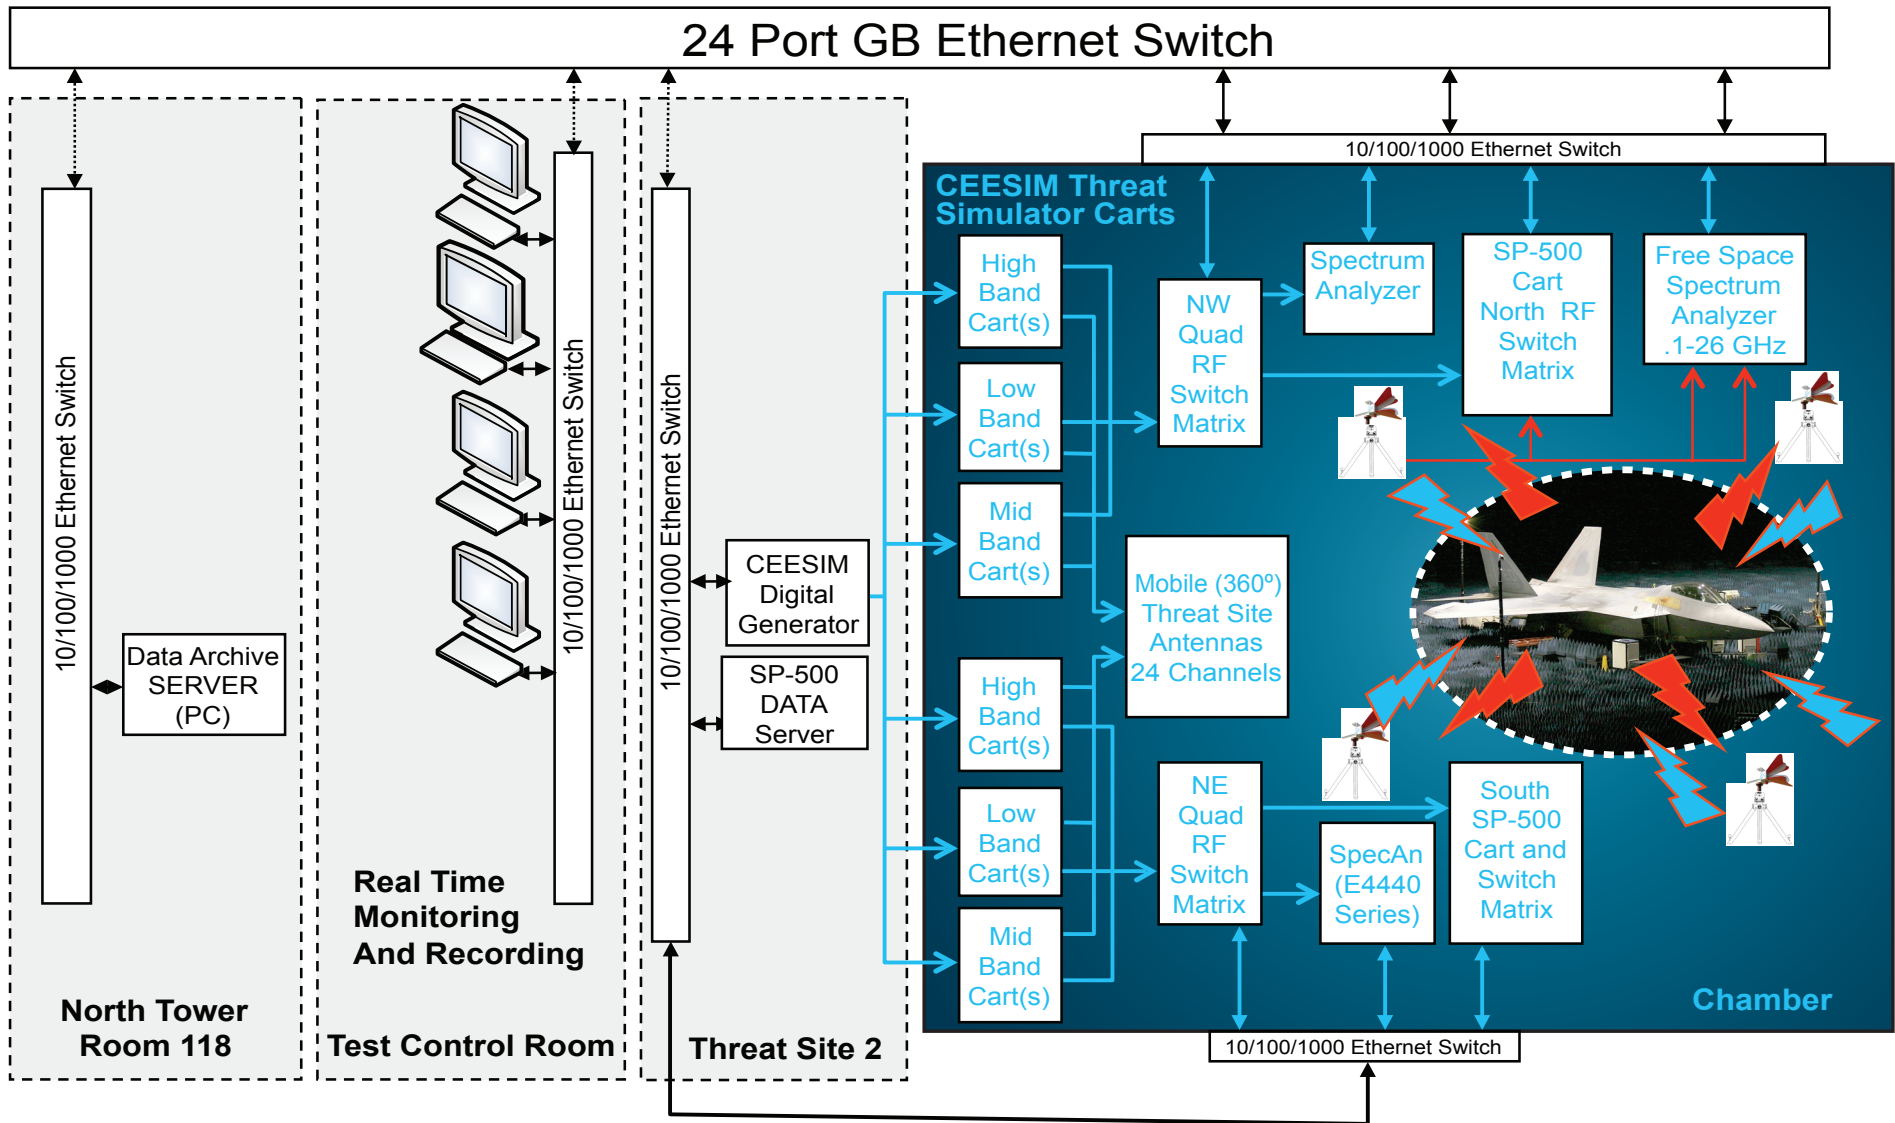 24 Port GB Ethernet Switch
10/100/1000 Ethernet Switch
Data Archive
SERVER
(PC)
North Tower
Room 118
10/100/1000 Ethernet Switch
Real Time
Monitoring
And Recording
Test Control Room
10/100/1000 Ethernet Switch
CEESIM
Digital
Generator
SP-500
DATA
Server
Threat Site 2
10/100/1000 Ethernet Switch
CEESIM Threat
Simulator Carts
High
Band
Cart(s)
Low
Band
Cart(s)
Mid
Band
Cart(s)
High
Band
Cart(s)
Low
Band
Cart(s)
Mid
Band
Cart(s)
NW
Quad
RF
Switch
Matrix
Spectrum
Analyzer
SP-500
Cart
North RF
Switch
Matrix
Free Space
Spectrum
Analyzer
.1-26 GHz
Mobile (360º)
Threat Site
Antennas
24 Channels
NE
Quad
RF
Switch
Matrix
SpecAn
(E4440
Series)
South
SP-500
Cart and
Switch
Matrix
Chamber
10/100/1000 Ethernet Switch